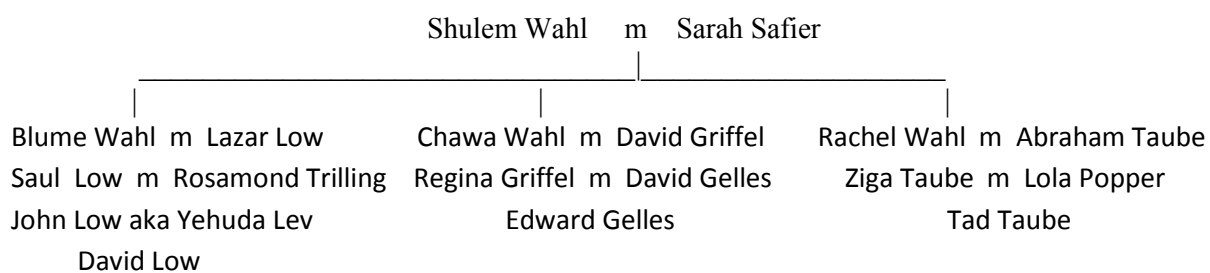 Shulem Wahl m Sarah Safier
Blume Wahl m Lazar Low Chawa Wahl m David Griffel Rachel Wahl m Abraham Taube
Saul Low m Rosamond Trilling Regina Griffel m David Gelles Ziga Taube m Lola Popper
John Low aka Yehuda Lev Edward Gelles Tad Taube
David Low